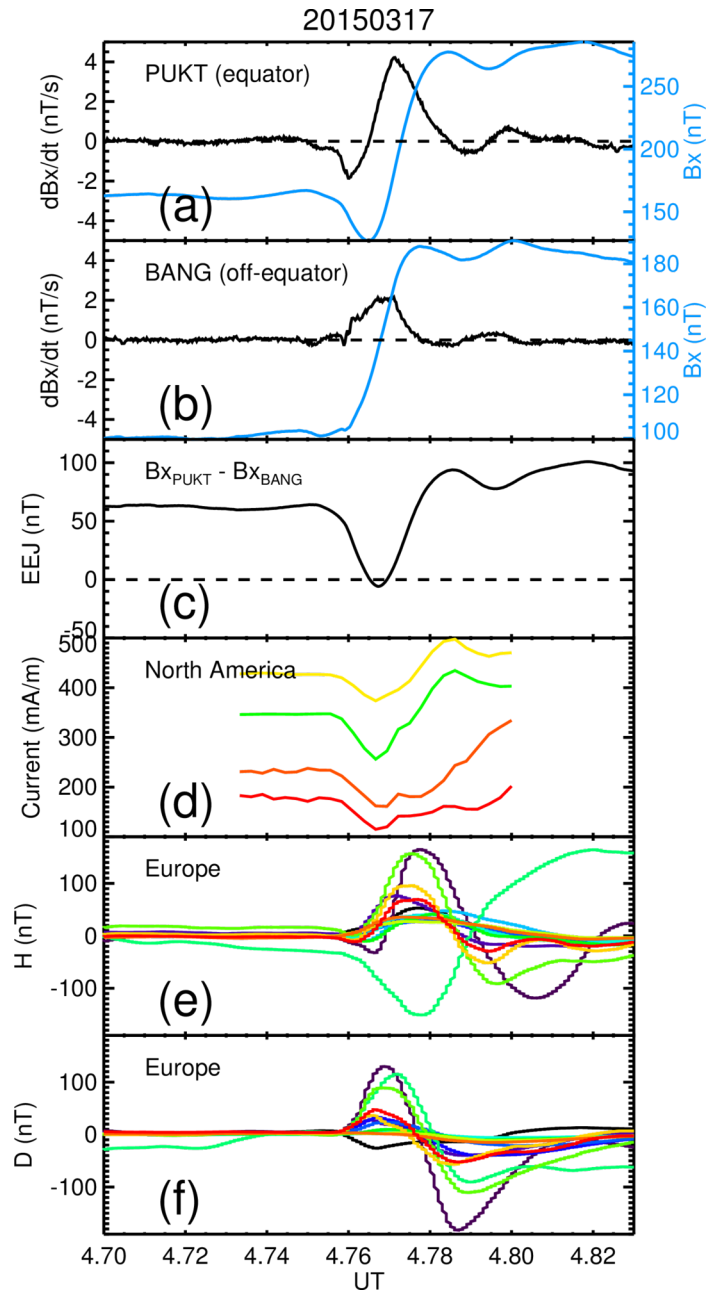 20150317
PUKT (equator)
dBx/dt (nT/s)
4
2
0
-2
-4
Bx (nT)
250
200
150
(a)
BANG (off-equator)
dBx/dt (nT/s)
4
2
0
-2
-4
Bx (nT)
180
160
140
120
100
(b)
BxPUKT - BxBANG
EEJ (nT)
100
50
0
-50
(c)
North America
Current (mA/m)
500
400
300
200
100
(d)
Europe
H (nT)
100
0
-100
(e)
Europe
D (nT)
100
0
-100
(f)
4.70 4.72 4.74 4.76 4.78 4.80 4.82
UT